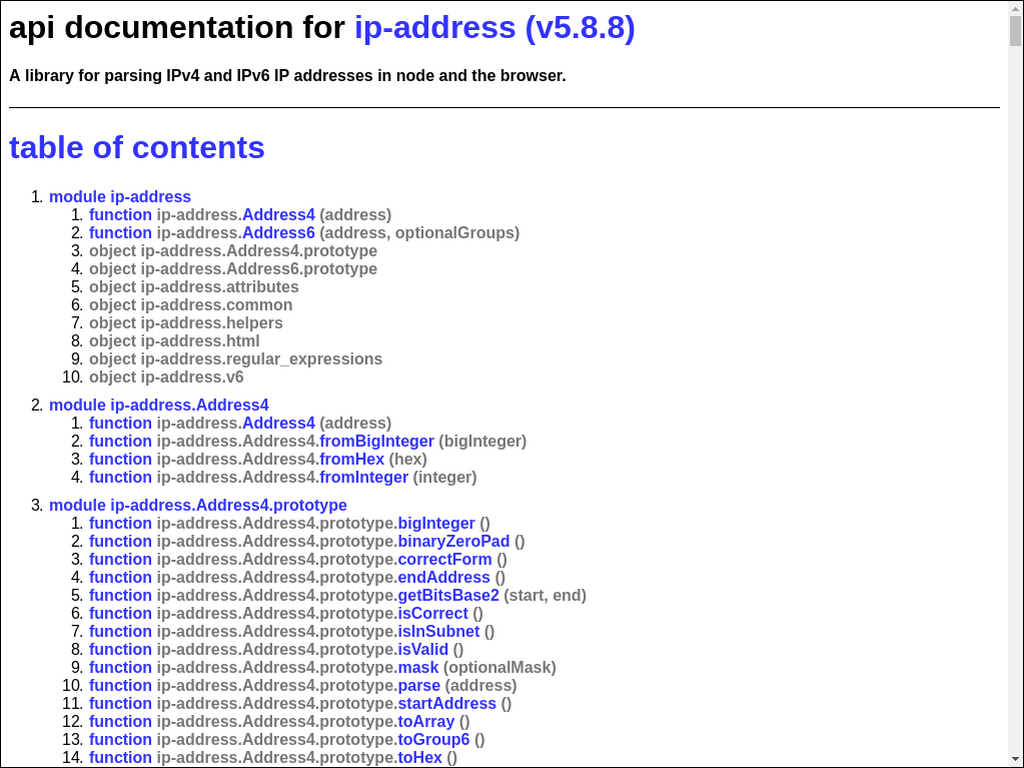 api documentation for ip-address (v5.8.8)
A library for parsing IPv4 and IPv6 IP addresses in node and the browser.
table of contents
1. module ip-address
1. function ip-address.Address4 (address)
2. function ip-address.Address6 (address, optionalGroups)
3. object ip-address.Address4.prototype
4. object ip-address.Address6.prototype
5. object ip-address.attributes
6. object ip-address.common
7. object ip-address.helpers
8. object ip-address.html
9. object ip-address.regular_expressions
10. object ip-address.v6
2. module ip-address.Address4
1. function ip-address.Address4 (address)
2. function ip-address.Address4.fromBigInteger (bigInteger)
3. function ip-address.Address4.fromHex (hex)
4. function ip-address.Address4.fromInteger (integer)
3. module ip-address.Address4.prototype
1. function ip-address.Address4.prototype.bigInteger ()
2. function ip-address.Address4.prototype.binaryZeroPad ()
3. function ip-address.Address4.prototype.correctForm ()
4. function ip-address.Address4.prototype.endAddress ()
5. function ip-address.Address4.prototype.getBitsBase2 (start, end)
6. function ip-address.Address4.prototype.isCorrect ()
7. function ip-address.Address4.prototype.isInSubnet ()
8. function ip-address.Address4.prototype.isValid ()
9. function ip-address.Address4.prototype.mask (optionalMask)
10. function ip-address.Address4.prototype.parse (address)
11. function ip-address.Address4.prototype.startAddress ()
12. function ip-address.Address4.prototype.toArray ()
13. function ip-address.Address4.prototype.toGroup6 ()
14. function ip-address.Address4.prototype.toHex ()